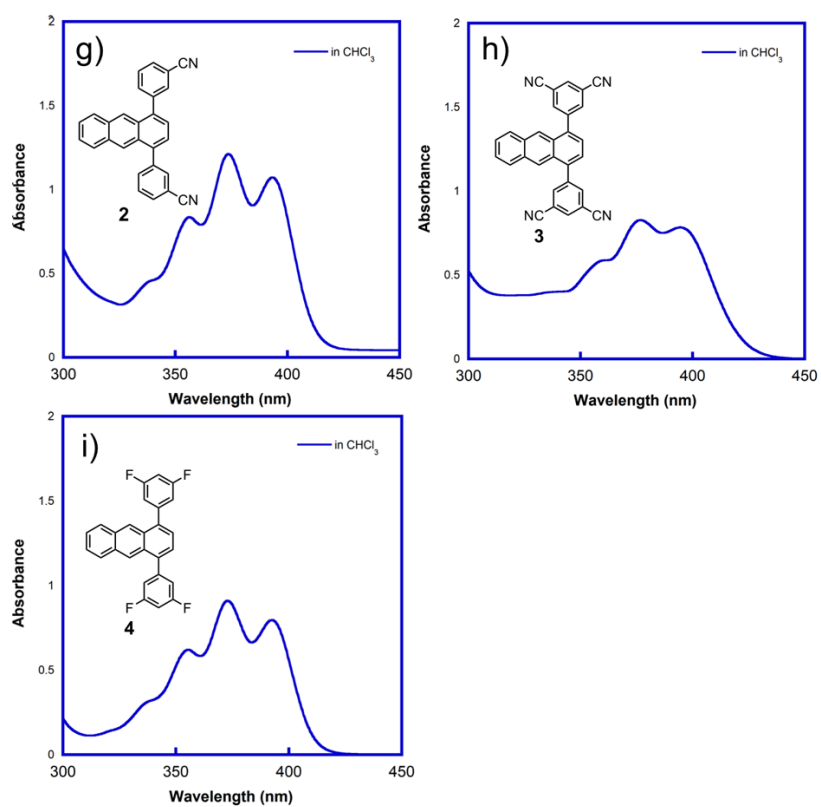 g)
2
1.5
1
0.5
0
Absorbance
in CHCl₃
CN
CN
2
300
350
400
450
Wavelength (nm)
h)
2
1.5
1
0.5
0
Absorbance
in CHCl₃
NC
CN
NC
CN
3
300
350
400
450
Wavelength (nm)
i)
2
1.5
1
0.5
0
Absorbance
in CHCl₃
F
F
F
F
4
300
350
400
450
Wavelength (nm)